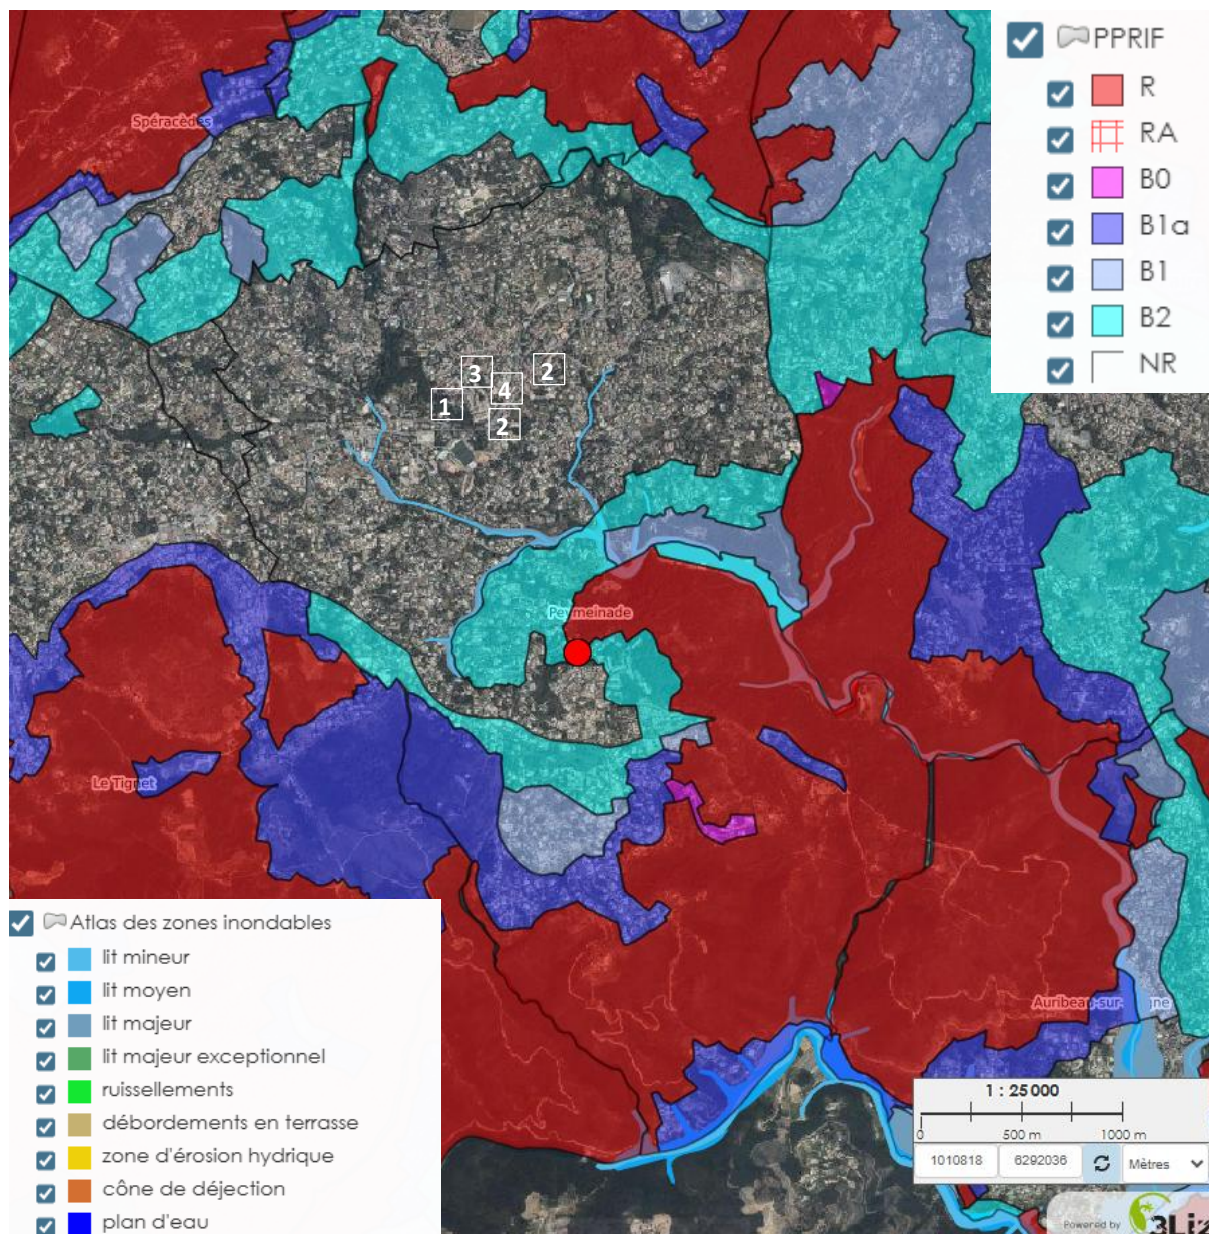 PPRIF
R
RA
B0
B1a
B1
B2
NR
Spéracèdes
3
2
4
1
2
Peymeinade
Le Tignet
Atlas des zones inondables
lit mineur
lit moyen
lit majeur
lit majeur exceptionnel
ruissellements
débordements en terrasse
zone d'érosion hydrique
cône de déjection
plan d'eau
Auribeau-sur- gne
1 : 25 000
0 500 m 1000 m
1010818 6292036 Mètres
Powered by 3Liz